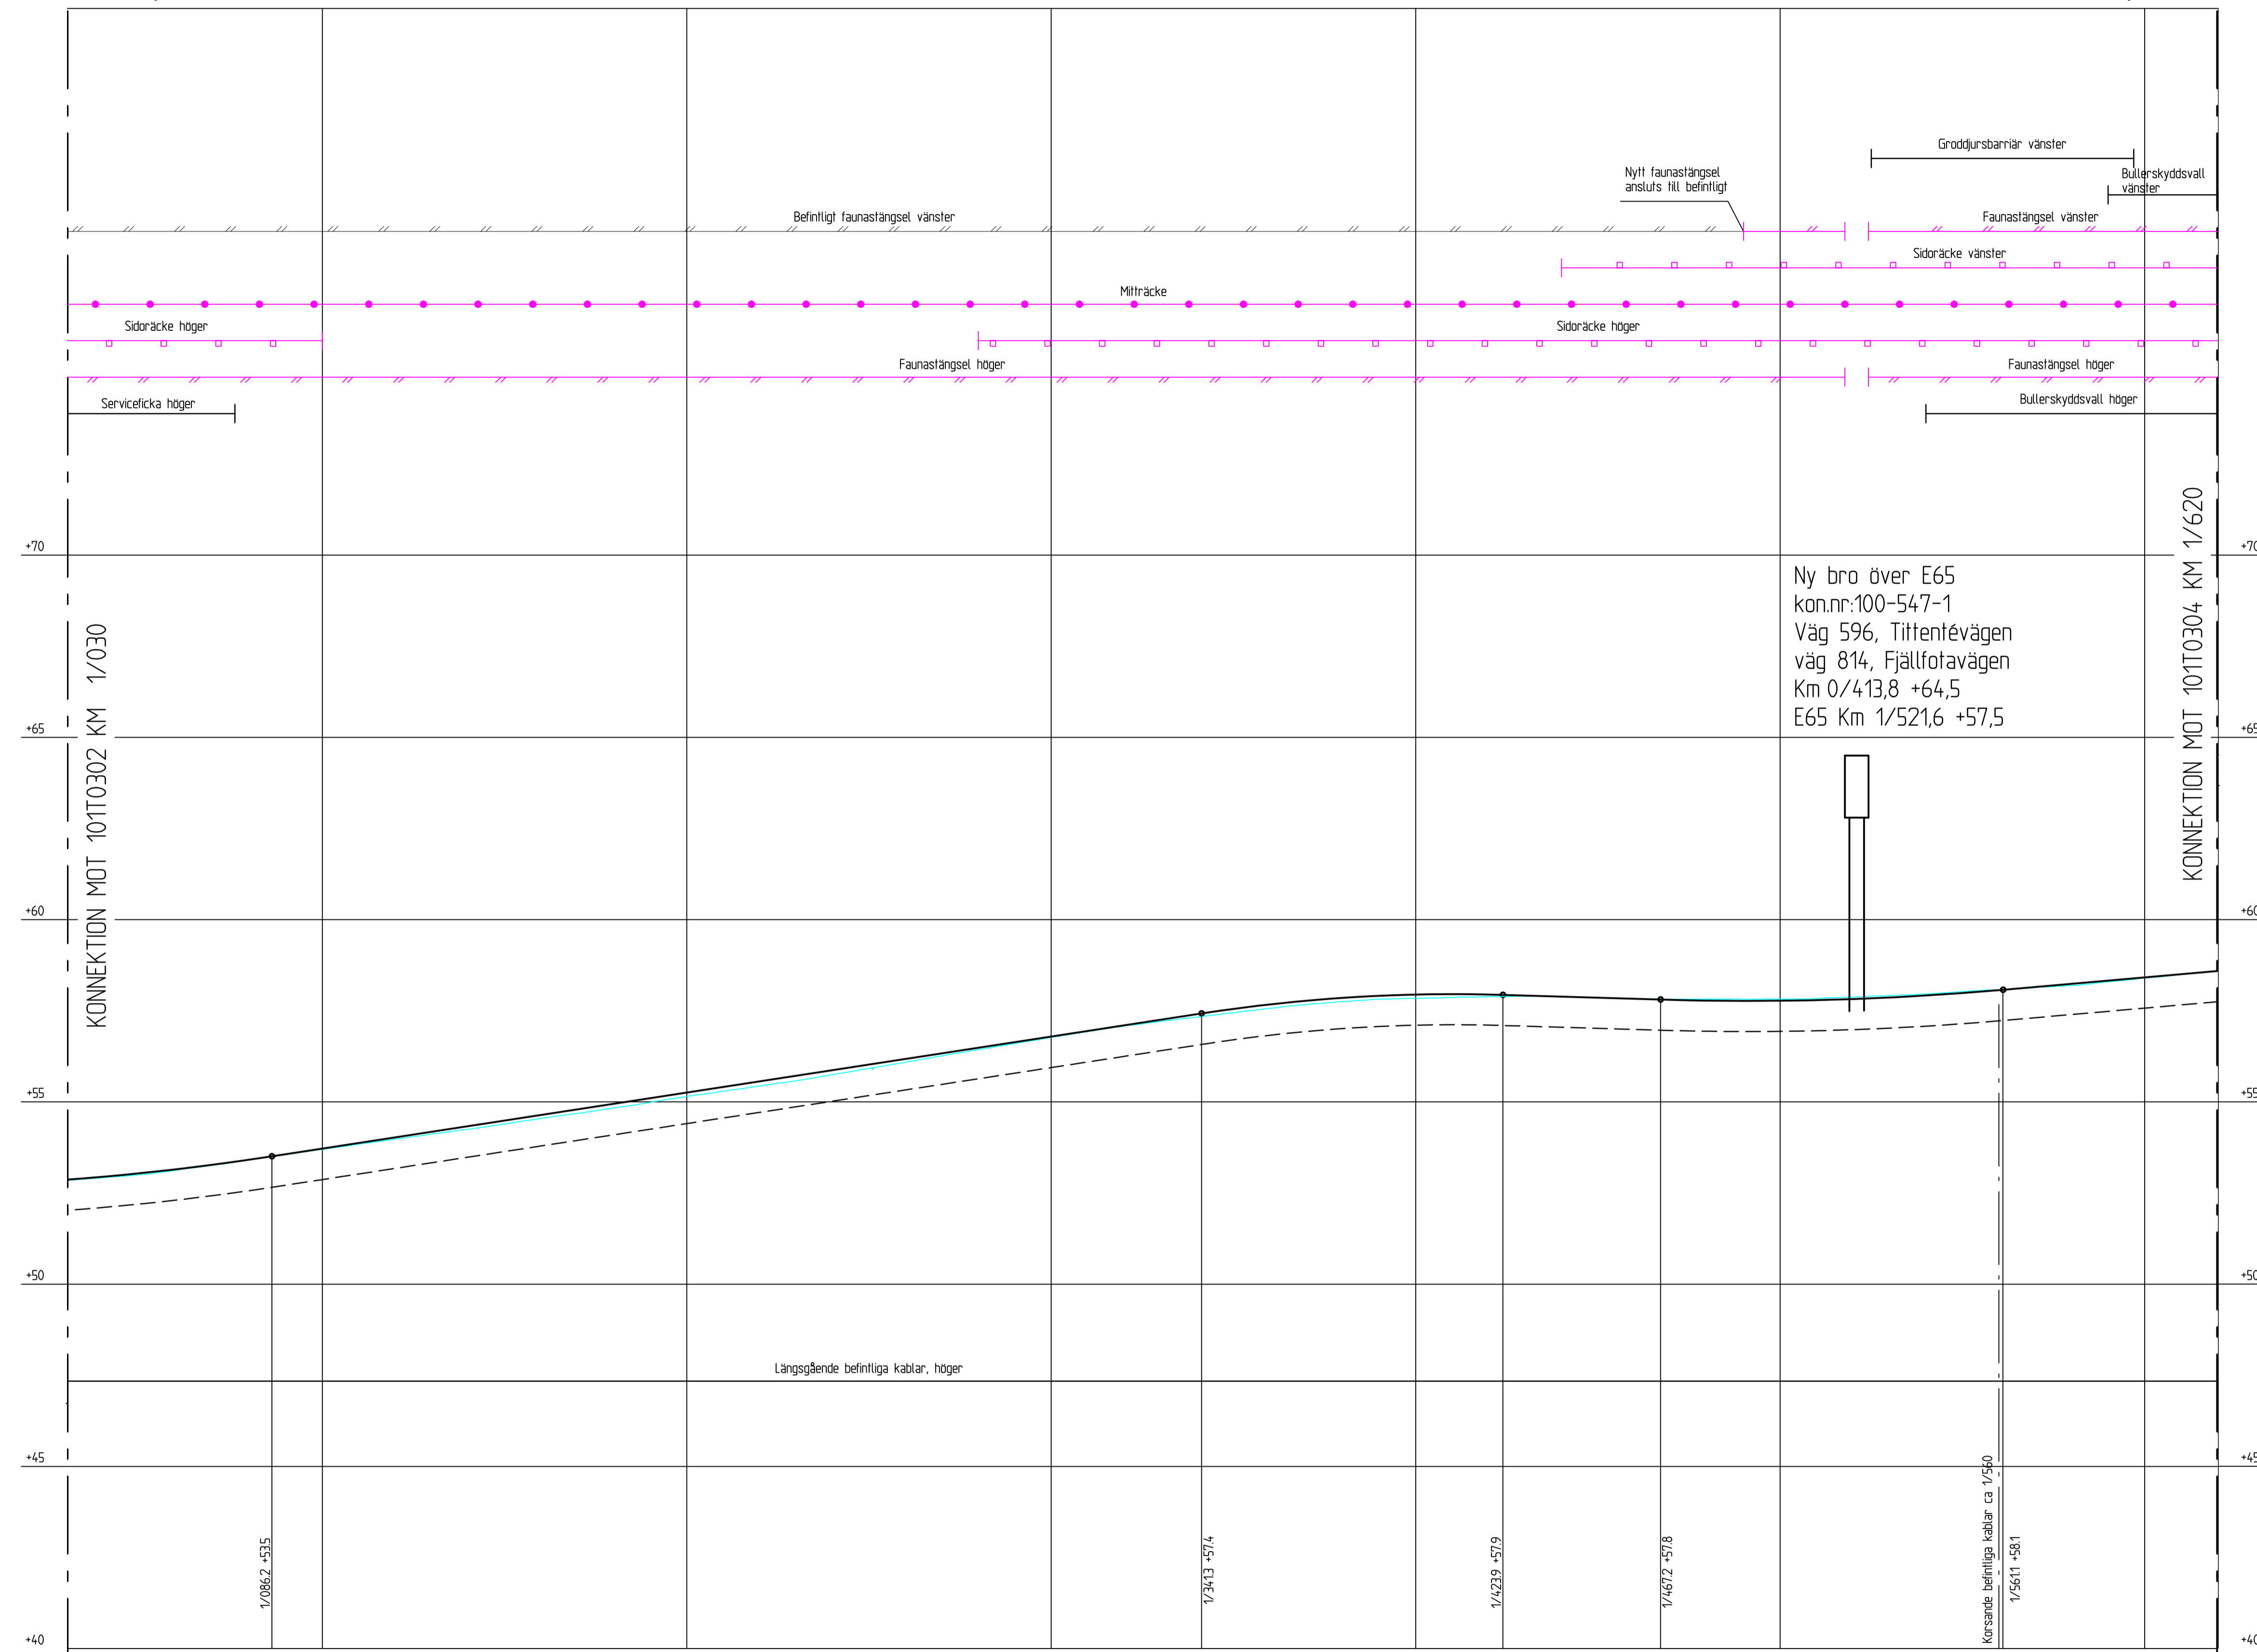 Groddjursbarriär vänster
Nytt faunastängsel
ansluts till befintligt
Bullerskyddsvall
vänster
Befintligt faunastängsel vänster
Faunastängsel vänster
Sidoräcke vänster
Mitträcke
Sidoräcke höger
Sidoräcke höger
Faunastängsel höger
Faunastängsel höger
Serviceficka höger
Bullerskyddsvall höger
+70
+70
Ny bro över E65
kon.nr:100-547-1
Väg 596, Tittentévägen
väg 814, Fjällfotavägen
Km 0/413,8 +64,5
E65 Km 1/521,6 +57,5
KONNEKTION MOT 101T0302 KM 1/030
KONNEKTION MOT 101T0304 KM 1/620
+65
+65
+60
+60
+55
+55
+50
+50
Längsgående befintliga kablar, höger
+45
+45
1/086.2 +53.5
1/341.3 +57.4
1/423.9 +57.9
1/467.2 +57.8
Korsande befintliga kablar ca 1/560
1/561.1 +58.1
+40
+40